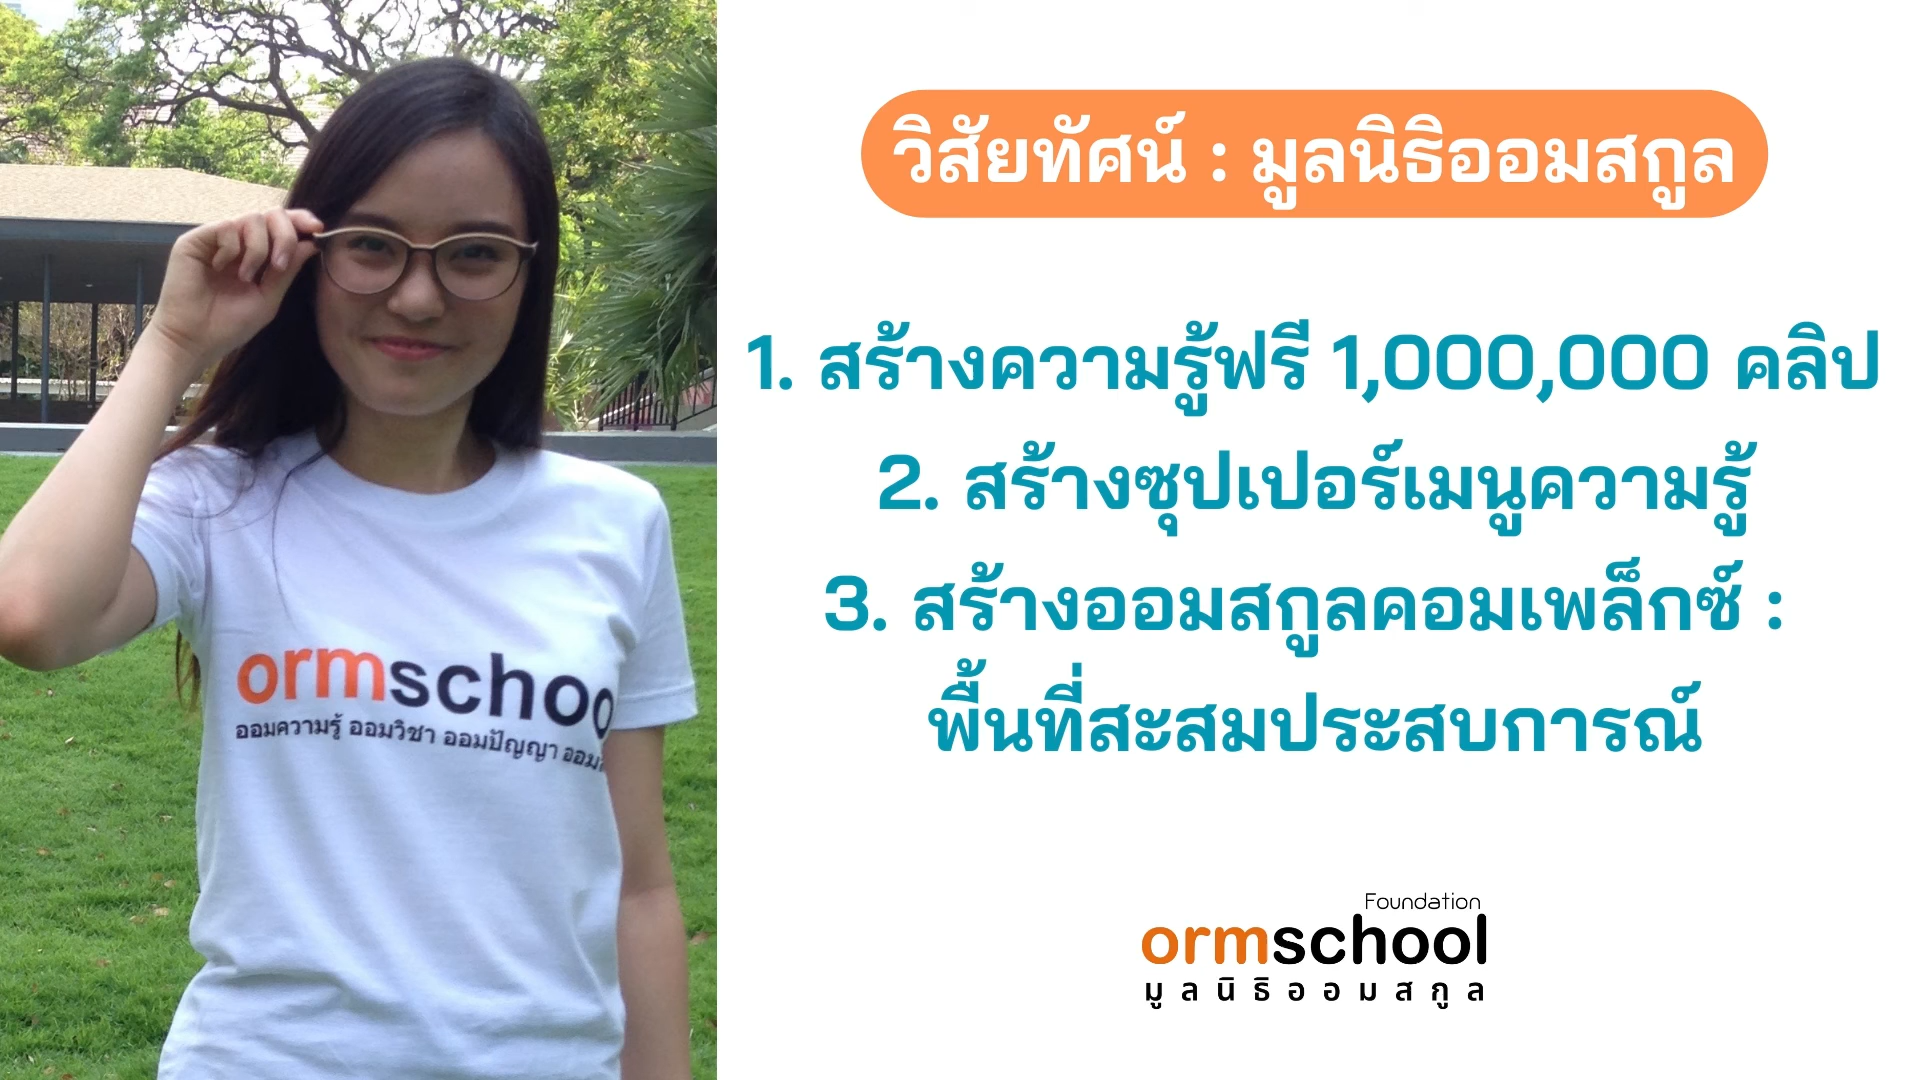 วิสัยทัศน์ : มูลนิธิออมสกูล
1. สร้างความรู้ฟรี 1,000,000 คลิป
2. สร้างซุปเปอร์เมนูความรู้
3. สร้างออมสกูลคอมเพล็กซ์ :
พื้นที่สะสมประสบการณ์
ormschoo
ออมความรู้ ออมวิชา ออมปัญญา ออม
Foundation
ormschool
มูลนิธิออมสกูล